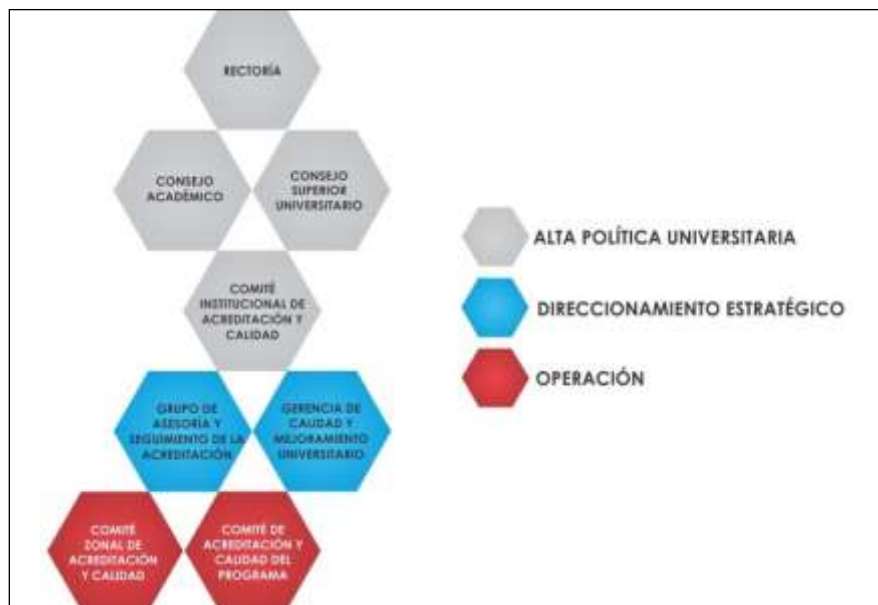 RECTORÍA
CONSEJO
ACADÉMICO
CONSEJO
SUPERIOR
UNIVERSITARIO
COMITÉ
INSTITUCIONAL DE
ACREDITACIÓN Y
CALIDAD
GRUPO DE
ASESORÍA Y
SEGUIMIENTO DE LA
ACREDITACIÓN
GERENCIA DE
CALIDAD Y
MEJORAMIENTO
UNIVERSITARIO
COMITÉ
ZONAL DE
ACREDITACIÓN
Y CALIDAD
COMITÉ DE
ACREDITACIÓN Y
CALIDAD DEL
PROGRAMA
ALTA POLÍTICA UNIVERSITARIA
DIRECCIONAMIENTO ESTRATÉGICO
OPERACIÓN